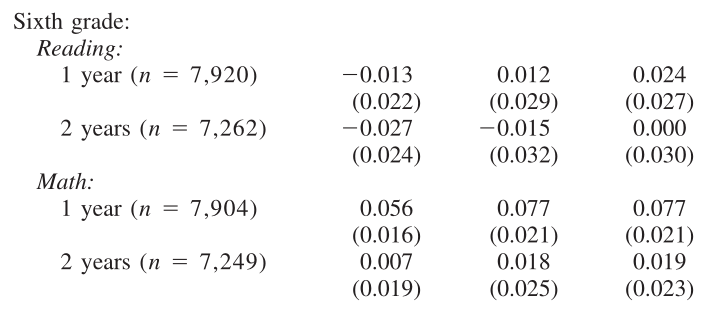 Sixth grade:
Reading:
1 year (n = 7,920) −0.013 0.012 0.024
(0.022) (0.029) (0.027)
2 years (n = 7,262) −0.027 −0.015 0.000
(0.024) (0.032) (0.030)
Math:
1 year (n = 7,904) 0.056 0.077 0.077
(0.016) (0.021) (0.021)
2 years (n = 7,249) 0.007 0.018 0.019
(0.019) (0.025) (0.023)